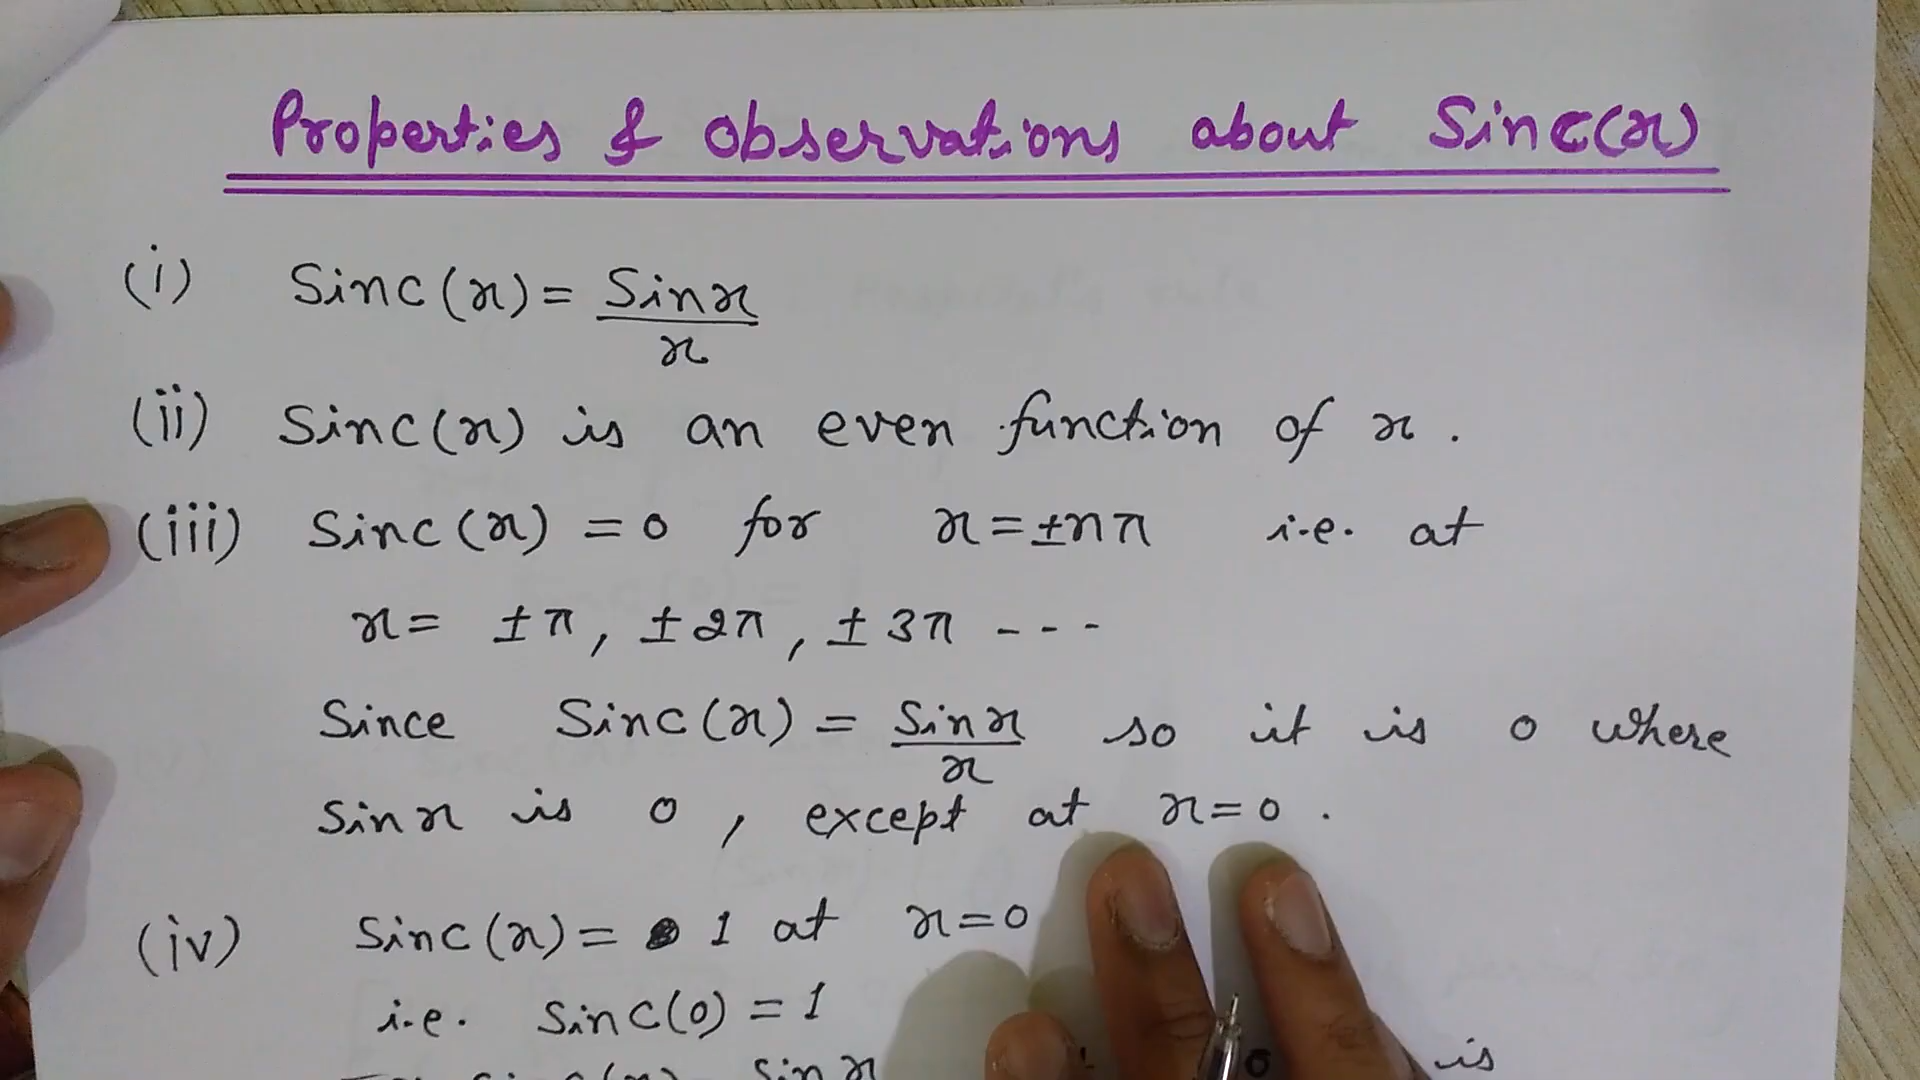 Properties & observations about Sinc(x)
(i) Sinc(x) = Sinx / x
(ii) Sinc(x) is an even function of x.
(iii) Sinc(x) = 0 for x = ±nπ i.e. at
x = ±π, ±2π, ±3π ---
Since Sinc(x) = Sinx / x so it is 0 where
Sinx is 0, except at x=0.
(iv) Sinc(x) = 1 at x=0
i.e. Sinc(0) = 1
Sinx is